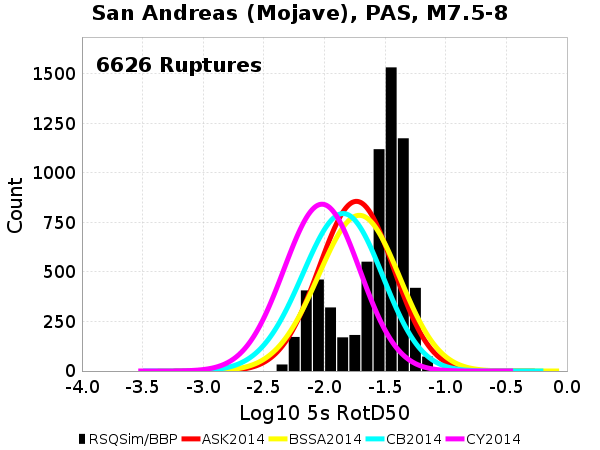 San Andreas (Mojave), PAS, M7.5-8
6626 Ruptures
Count
1500
1250
1000
750
500
250
0
-4.0 -3.5 -3.0 -2.5 -2.0 -1.5 -1.0 -0.5 0.0
Log10 5s RotD50
RSQSim/BBP ASK2014 BSSA2014 CB2014 CY2014